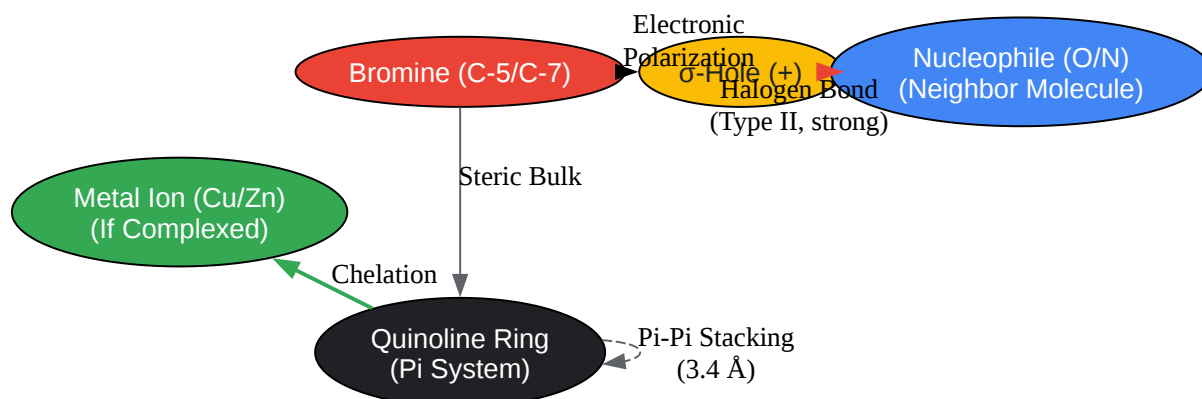 Electronic
Polarization
Bromine (C-5/C-7)
σ-Hole (+)
Nucleophile (O/N)
(Neighbor Molecule)
Halogen Bond
(Type II, strong)
Steric Bulk
Metal Ion (Cu/Zn)
(If Complexed)
Chelation
Quinoline Ring
(Pi System)
Pi-Pi Stacking
(3.4 Å)